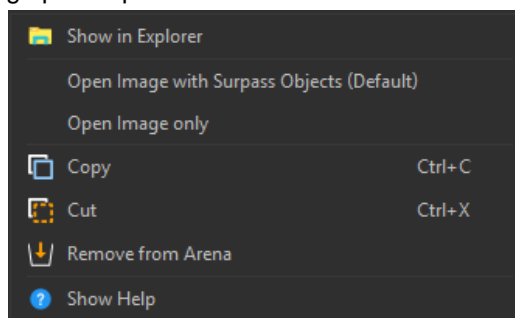 Show in Explorer
Open Image with Surpass Objects (Default)
Open Image only
Copy Ctrl+C
Cut Ctrl+X
Remove from Arena
Show Help